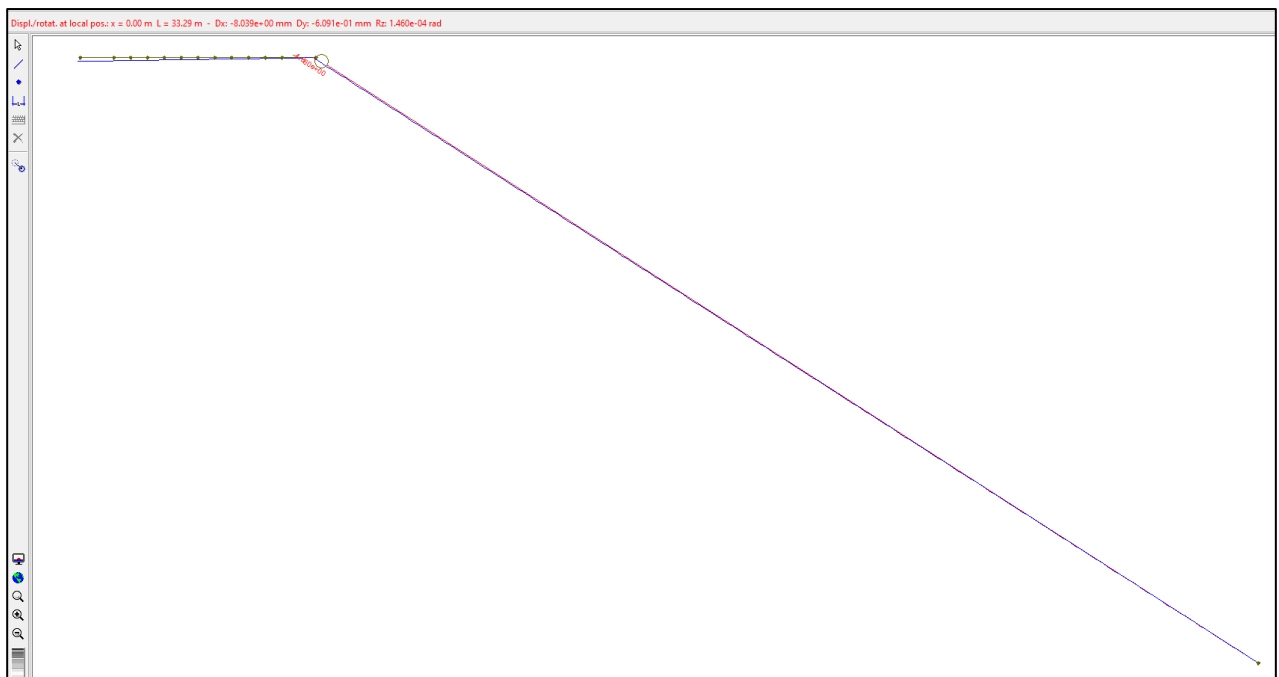 Displ./rotat. at local pos.: x = 0.00 m L = 33.29 m - Dx: -8.039e+00 mm Dy: -6.091e-01 mm Rz: 1.460e-04 rad